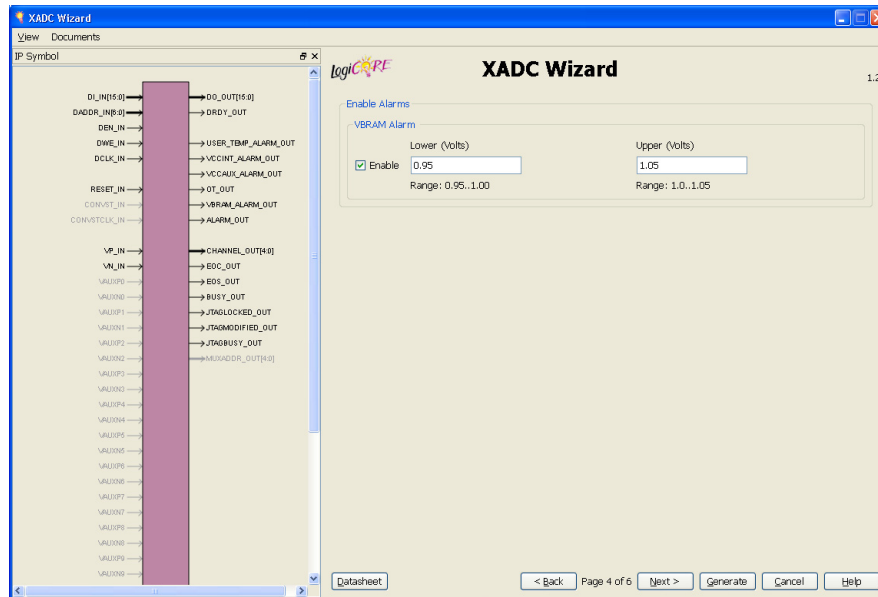 XADC Wizard
View Documents
IP Symbol
DI_IN[15:0]
DADDR_IN[6:0]
DEN_IN
DWE_IN
DCLK_IN
RESET_IN
CONVST_IN
CONVSTCLK_IN
VP_IN
VN_IN
VAUXP0
VAUXN0
VAUXP1
VAUXN1
VAUXP2
VAUXN2
VAUXP3
VAUXN3
VAUXP4
VAUXN4
VAUXP5
VAUXN5
VAUXP6
VAUXN6
VAUXP7
VAUXN7
VAUXP8
VAUXN8
VAUXP9
VAUXN9
DO_OUT[15:0]
DRDY_OUT
USER_TEMP_ALARM_OUT
VCCINT_ALARM_OUT
VCCAUX_ALARM_OUT
OT_OUT
VBRAM_ALARM_OUT
ALARM_OUT
CHANNEL_OUT[4:0]
EOC_OUT
EOS_OUT
BUSY_OUT
JTAGLOCKED_OUT
JTAGMODIFIED_OUT
JTAGBUSY_OUT
MUXADDR_OUT[4:0]
LogiCORE
XADC Wizard
1.2
Enable Alarms
VBRAM Alarm
Lower (Volts) Upper (Volts)
Enable 0.95 1.05
Range: 0.95..1.00 Range: 1.0..1.05
Datasheet < Back Page 4 of 6 Next > Generate Cancel Help